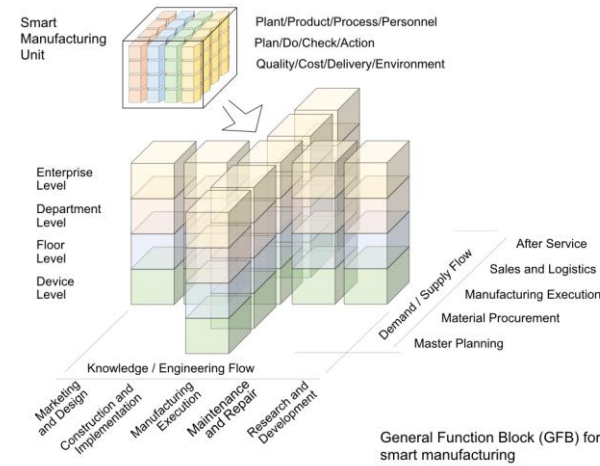 Smart
Manufacturing
Unit
Plant/Product/Process/Personnel
Plan/Do/Check/Action
Quality/Cost/Delivery/Environment
Enterprise
Level
Department
Level
Floor
Level
Device
Level
After Service
Sales and Logistics
Manufacturing Execution
Material Procurement
Master Planning
Demand / Supply Flow
Knowledge / Engineering Flow
Marketing
and Design
Construction and
Implementation
Manufacturing
Execution
Maintenance
and Repair
Research and
Development
General Function Block (GFB) for
smart manufacturing